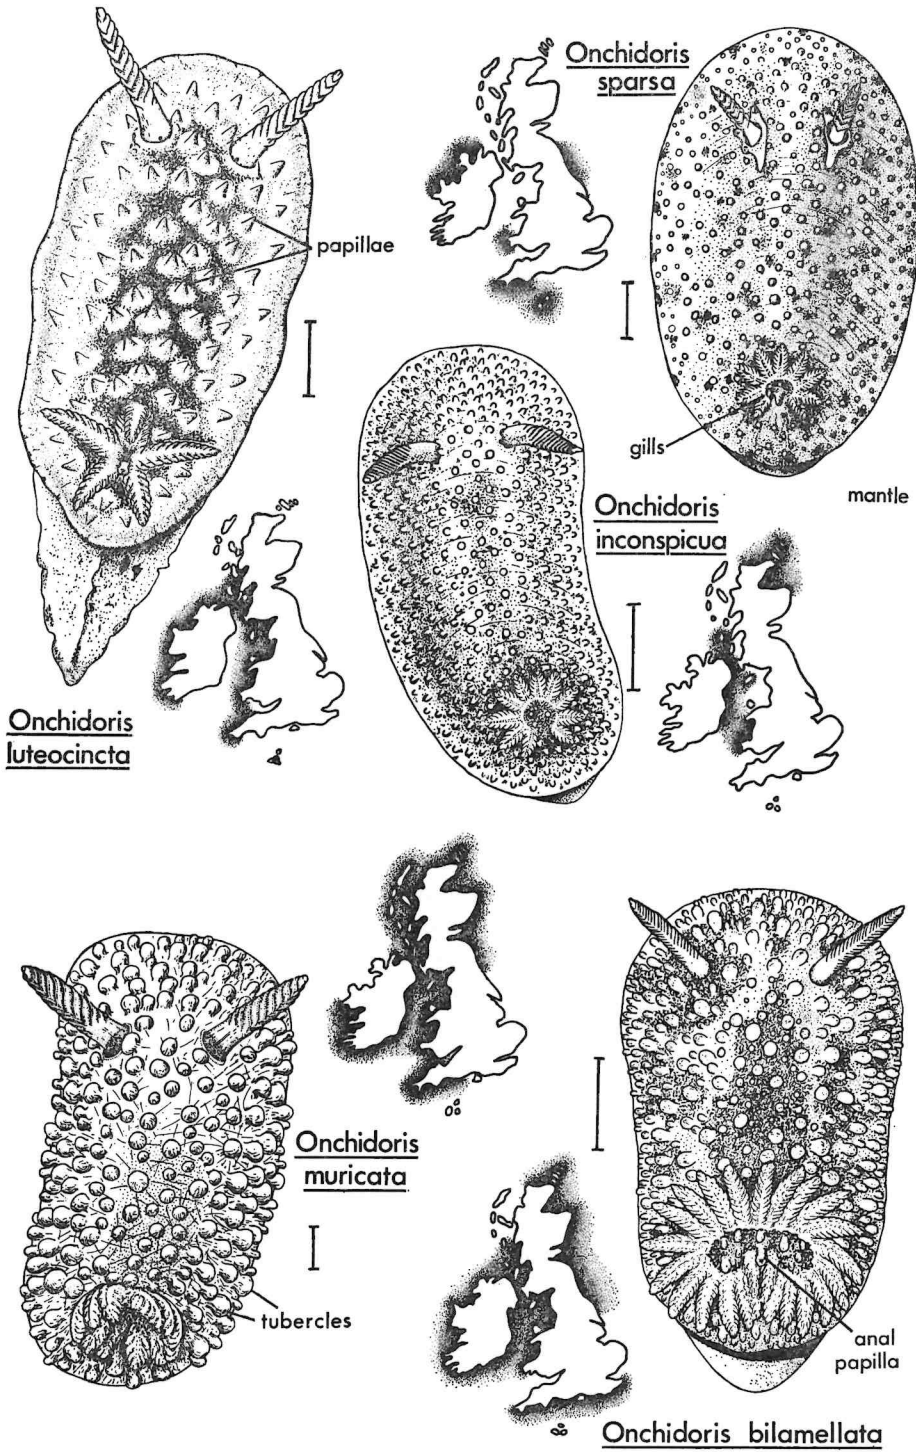 Onchidoris
sparsa
papillae
gills
mantle
Onchidoris
inconspicua
Onchidoris
luteocincta
Onchidoris
muricata
tubercles
anal
papilla
Onchidoris bilamellata